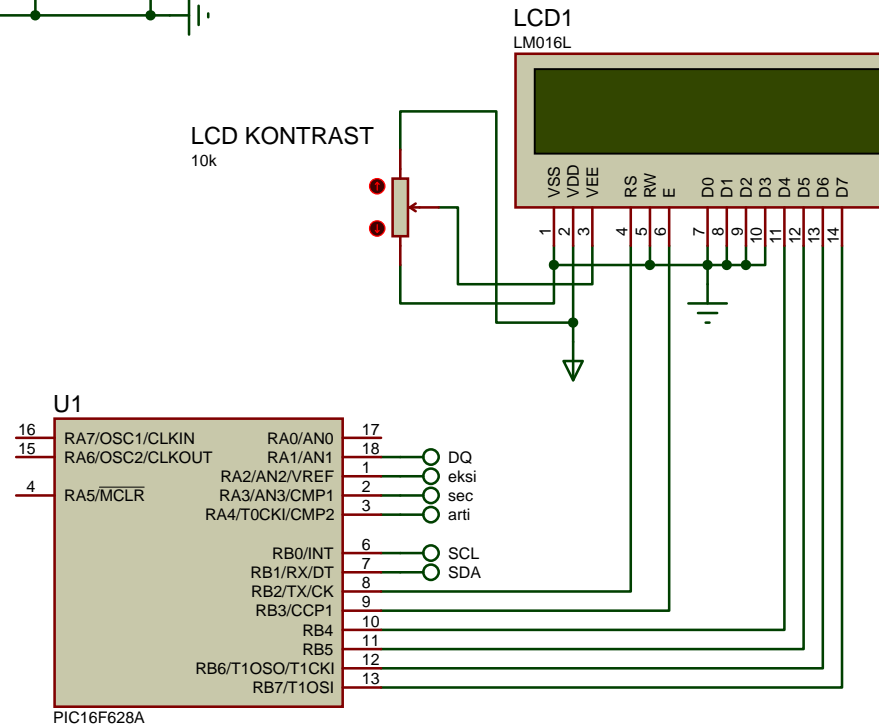 LCD1
LM016L
LCD KONTRAST
10k
VSS
VDD
VEE
RS
RW
E
D0
D1
D2
D3
D4
D5
D6
D7
1
2
3
4
5
6
7
8
9
10
11
12
13
14
U1
16 RA7/OSC1/CLKIN RA0/AN0 17
15 RA6/OSC2/CLKOUT RA1/AN1 18 DQ
RA2/AN2/VREF 1 eksi
4 RA5/MCLR RA3/AN3/CMP1 2 sec
RA4/T0CKI/CMP2 3 arti
RB0/INT 6 SCL
RB1/RX/DT 7 SDA
RB2/TX/CK 8
RB3/CCP1 9
RB4 10
RB5 11
RB6/T1OSO/T1CKI 12
RB7/T1OSI 13
PIC16F628A